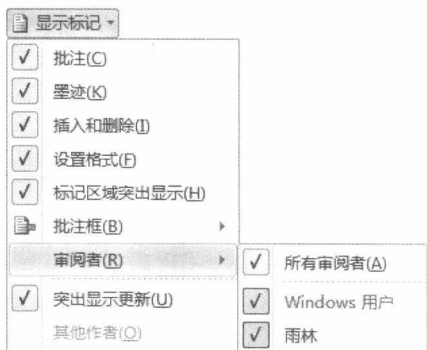 显示标记
批注(C)
墨迹(K)
插入和删除(I)
设置格式(F)
标记区域突出显示(H)
批注框(B)
审阅者(R)
所有审阅者(A)
突出显示更新(U)
Windows 用户
其他作者(O)
雨林